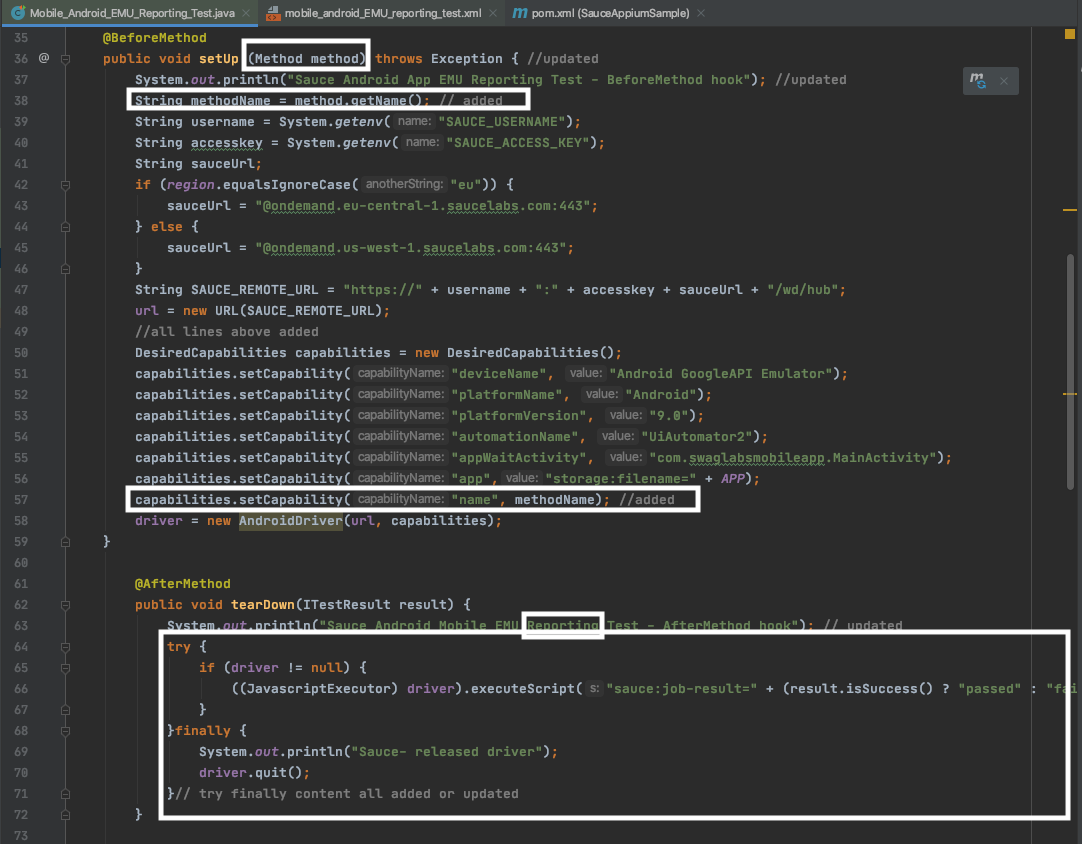 Mobile_Android_EMU_Reporting_Test.java mobile_android_EMU_reporting_test.xml pom.xml (SauceAppiumSample)
35 @BeforeMethod
36 @ public void setUp (Method method) throws Exception { //updated
37 System.out.println("Sauce Android App EMU Reporting Test - BeforeMethod hook"); //updated
38 String methodName = method.getName(); // added
39 String username = System.getenv( name: "SAUCE_USERNAME");
40 String accesskey = System.getenv( name: "SAUCE_ACCESS_KEY");
41 String sauceUrl;
42 if (region.equalsIgnoreCase( anotherString: "eu")) {
43 sauceUrl = "@ondemand.eu-central-1.saucelabs.com:443";
44 } else {
45 sauceUrl = "@ondemand.us-west-1.saucelabs.com:443";
46 }
47 String SAUCE_REMOTE_URL = "https://" + username + ":" + accesskey + sauceUrl + "/wd/hub";
48 url = new URL(SAUCE_REMOTE_URL);
49 //all lines above added
50 DesiredCapabilities capabilities = new DesiredCapabilities();
51 capabilities.setCapability( capabilityName: "deviceName", value: "Android GoogleAPI Emulator");
52 capabilities.setCapability( capabilityName: "platformName", value: "Android");
53 capabilities.setCapability( capabilityName: "platformVersion", value: "9.0");
54 capabilities.setCapability( capabilityName: "automationName", value: "UiAutomator2");
55 capabilities.setCapability( capabilityName: "appWaitActivity", value: "com.swaglabsmobileapp.MainActivity");
56 capabilities.setCapability( capabilityName: "app", value: "storage:filename=" + APP);
57 capabilities.setCapability( capabilityName: "name", methodName); //added
58 driver = new AndroidDriver(url, capabilities);
59 }
60
61 @AfterMethod
62 public void tearDown(ITestResult result) {
63 System.out.println("Sauce Android Mobile EMU Reporting Test - AfterMethod hook"); // updated
64 try {
65 if (driver != null) {
66 ((JavascriptExecutor) driver).executeScript( s: "sauce:job-result=" + (result.isSuccess() ? "passed" : "fai
67 }
68 }finally {
69 System.out.println("Sauce- released driver");
70 driver.quit();
71 }// try finally content all added or updated
72 }
73